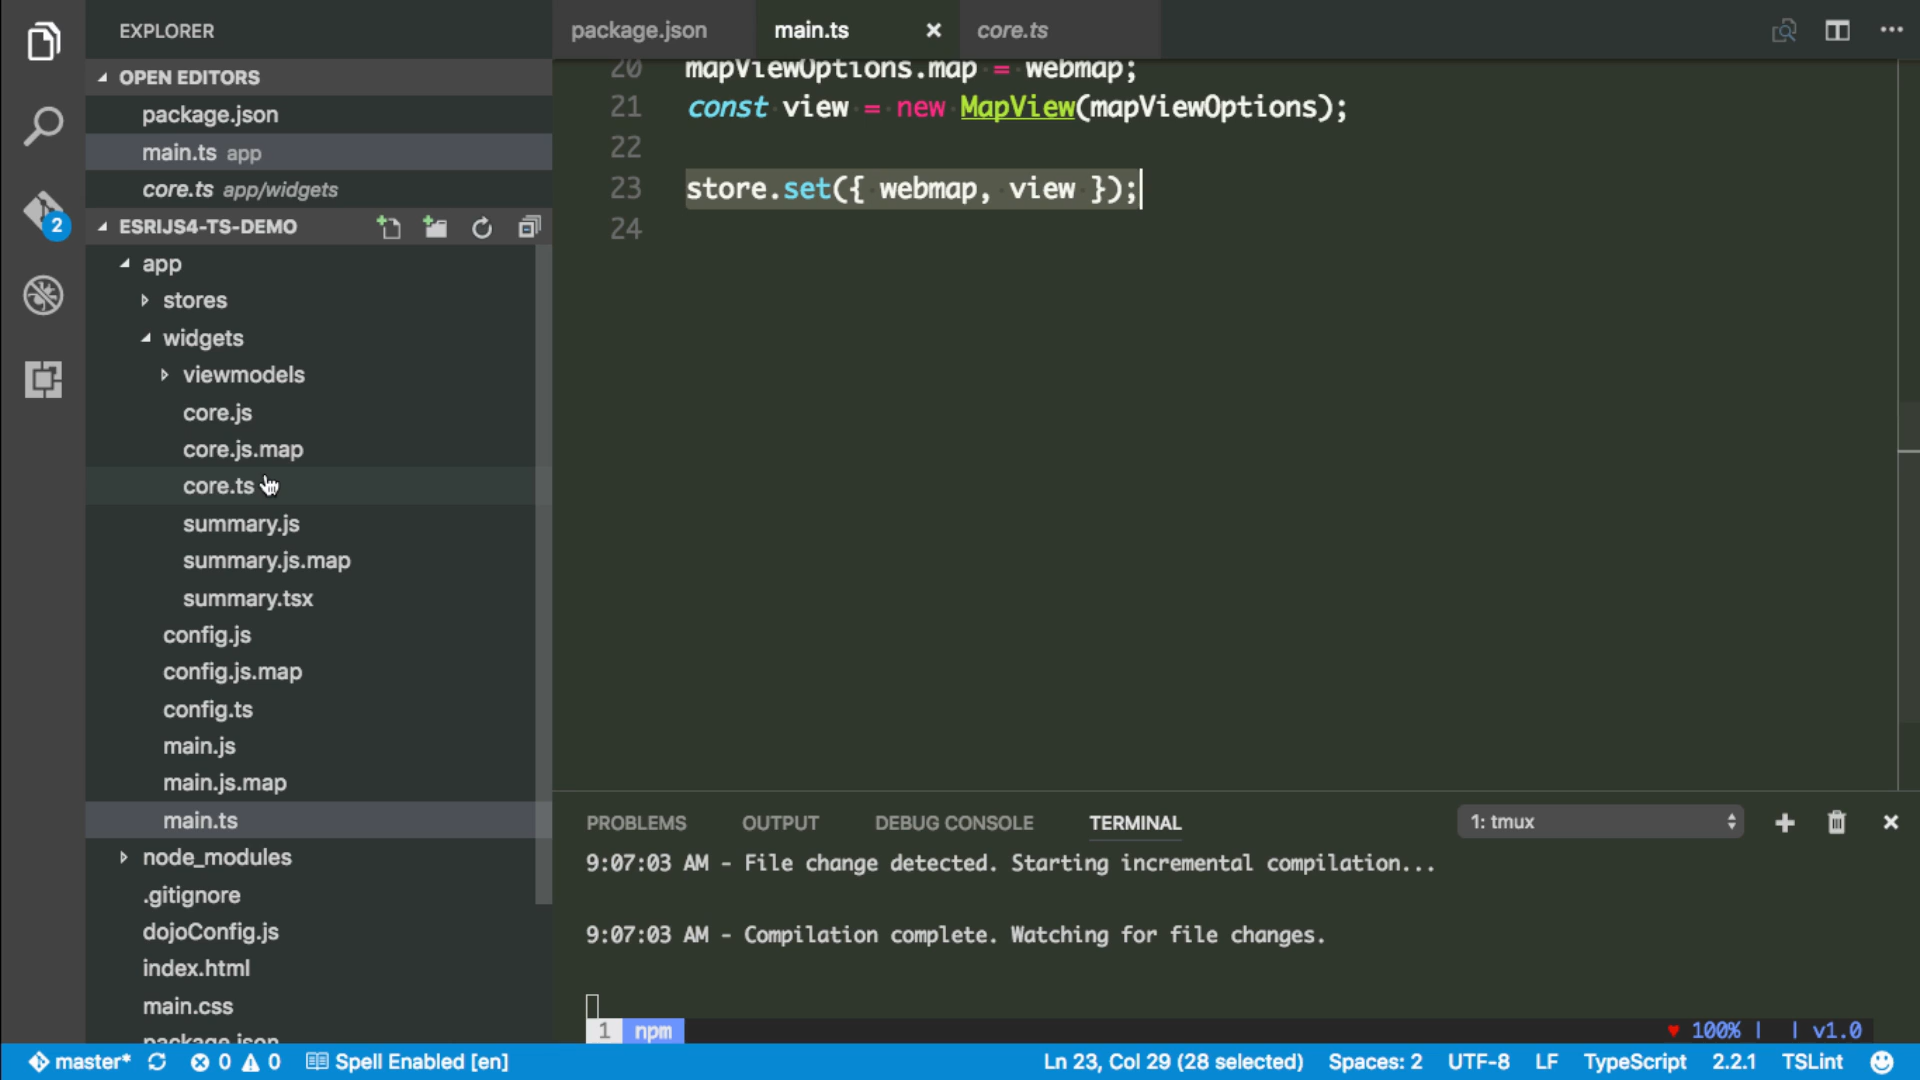 EXPLORER
OPEN EDITORS
package.json
main.ts app
core.ts app/widgets
ESRIJS4-TS-DEMO
app
stores
widgets
viewmodels
core.js
core.js.map
core.ts
summary.js
summary.js.map
summary.tsx
config.js
config.js.map
config.ts
main.js
main.js.map
main.ts
node_modules
.gitignore
dojoConfig.js
index.html
main.css
package.json
2
package.json main.ts core.ts
20 mapViewOptions.map = webmap;
21 const view = new MapView(mapViewOptions);
22
23 store.set({ webmap, view });
24
PROBLEMS OUTPUT DEBUG CONSOLE TERMINAL 1: tmux
9:07:03 AM - File change detected. Starting incremental compilation...
9:07:03 AM - Compilation complete. Watching for file changes.
1 npm ♥ 100% | | v1.0
master* 0 0 Spell Enabled [en] Ln 23, Col 29 (28 selected) Spaces: 2 UTF-8 LF TypeScript 2.2.1 TSLint